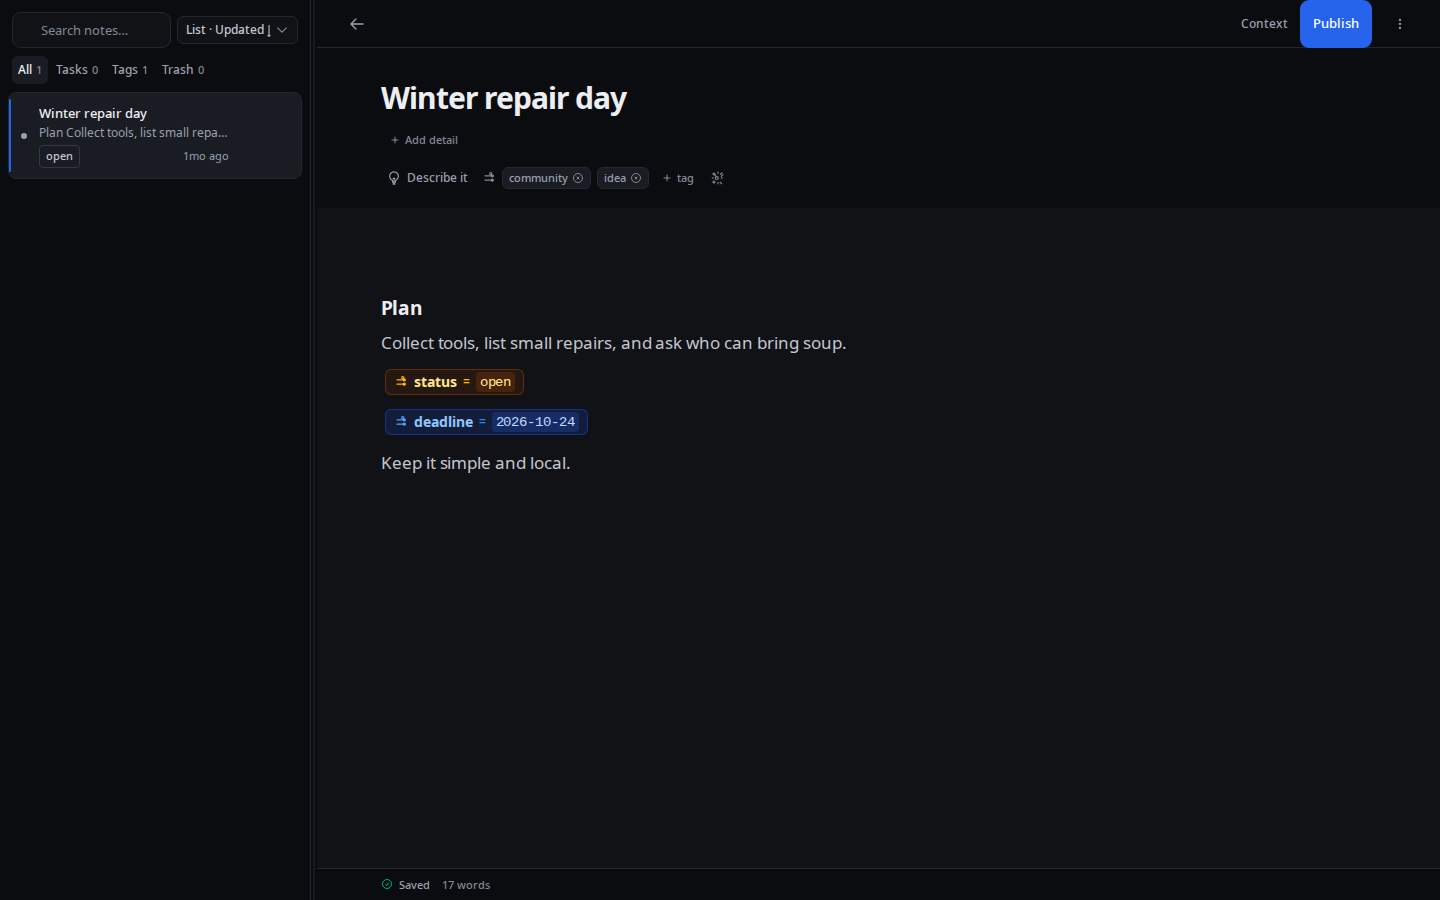 Search notes...
List · Updated ↓
All 1 Tasks 0 Tags 1 Trash 0
Winter repair day
Plan Collect tools, list small repa...
open 1mo ago
Context Publish
Winter repair day
+ Add detail
Describe it community idea + tag
Plan
Collect tools, list small repairs, and ask who can bring soup.
status = open
deadline = 2026-10-24
Keep it simple and local.
Saved 17 words